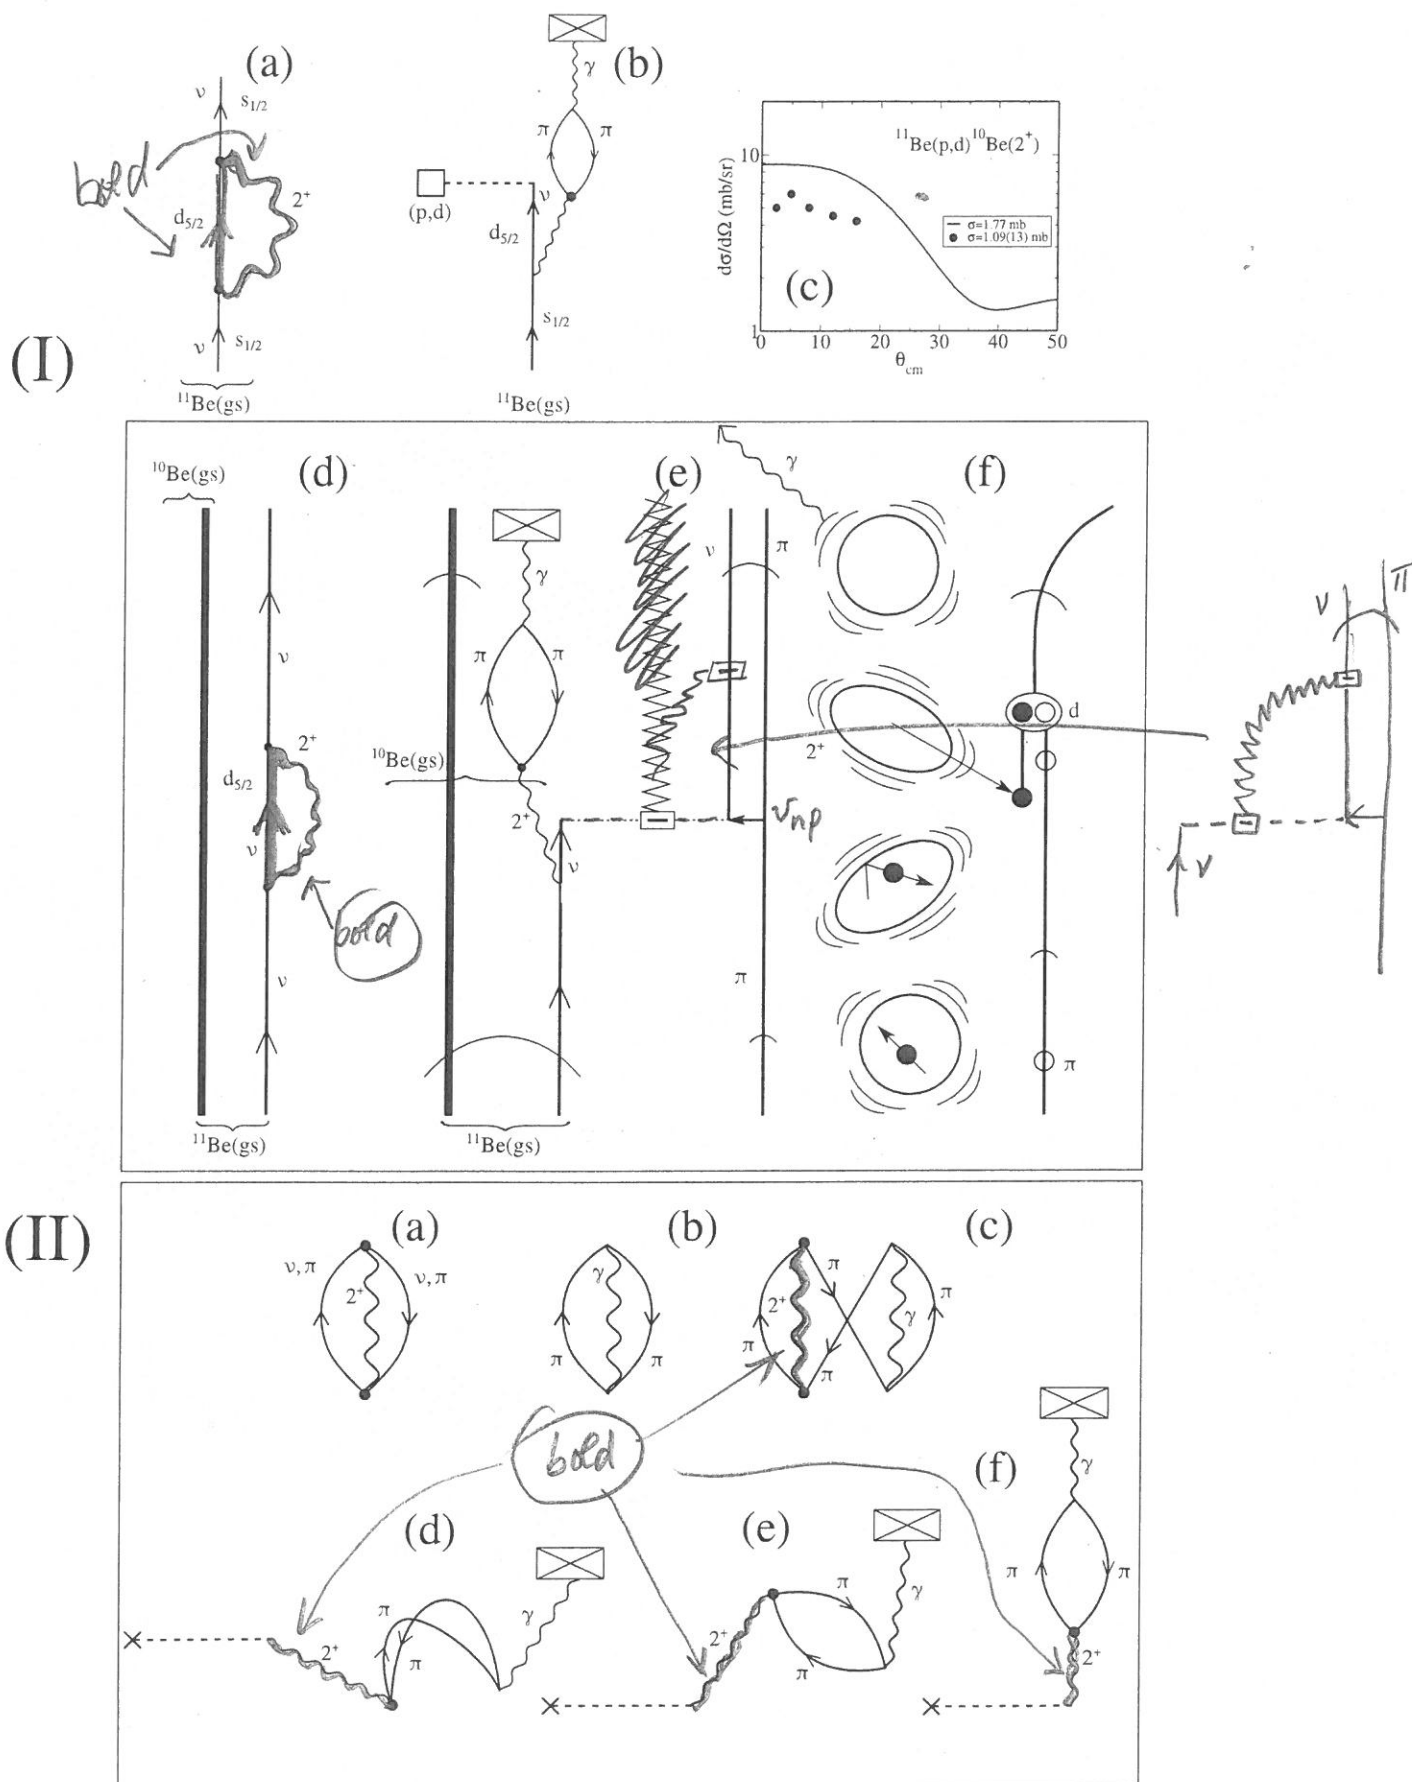 (a)
ν
s1/2
bold
2+
d5/2
ν
s1/2
11Be(gs)
(b)
γ
π π
(p,d)
ν
d5/2
s1/2
11Be(gs)
11Be(p,d)10Be(2+)
dσ/dΩ (mb/sr)
10
1
σ=1.77 mb
σ=1.09(13) mb
(c)
0 10 20 30 40 50
θcm
(I)
10Be(gs)
(d)
ν
2+
d5/2
ν
bold
ν
11Be(gs)
γ
π π
10Be(gs)
2+
ν
11Be(gs)
(e)
ν π
νnp
π
γ
(f)
2+
d
π
ν π
ν
(II)
(a)
ν,π ν,π
2+
(b)
γ
π π
(c)
π
2+
γ
π
π
π
bold
(d)
π
γ
2+
π
(e)
π
γ
2+
π
(f)
γ
π π
2+